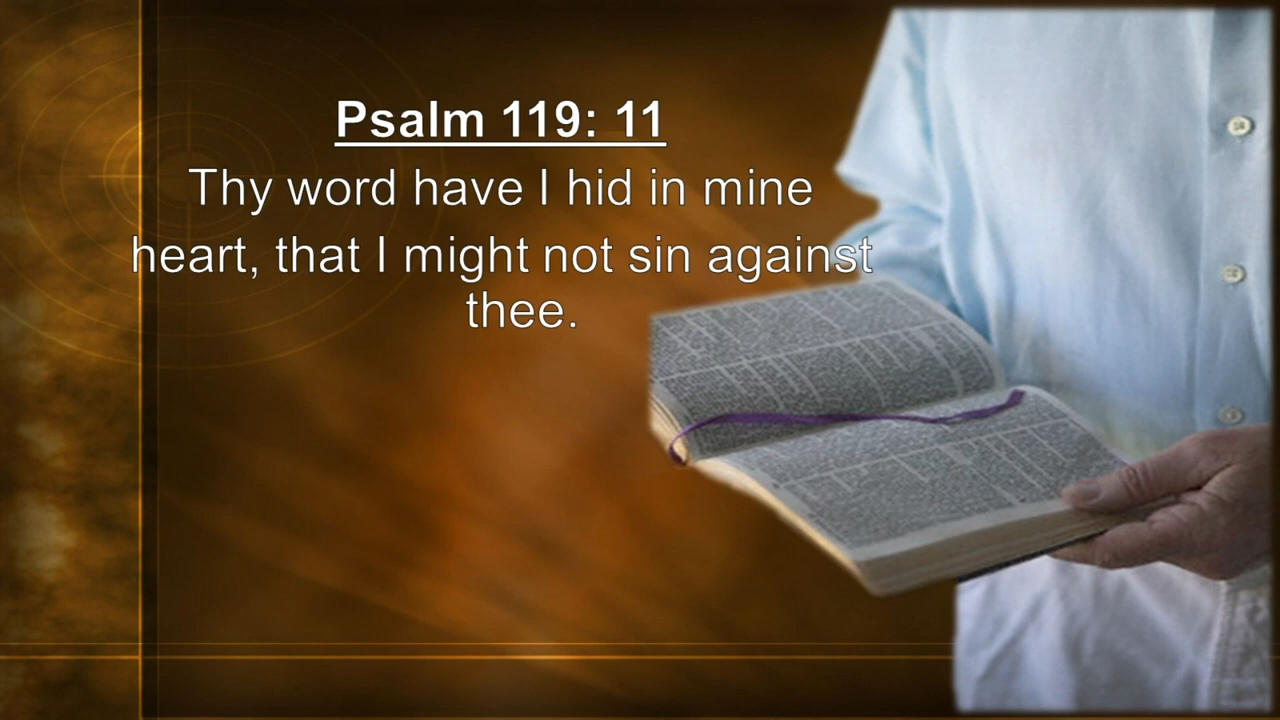 Psalm 119: 11
Thy word have I hid in mine
heart, that I might not sin against
thee.